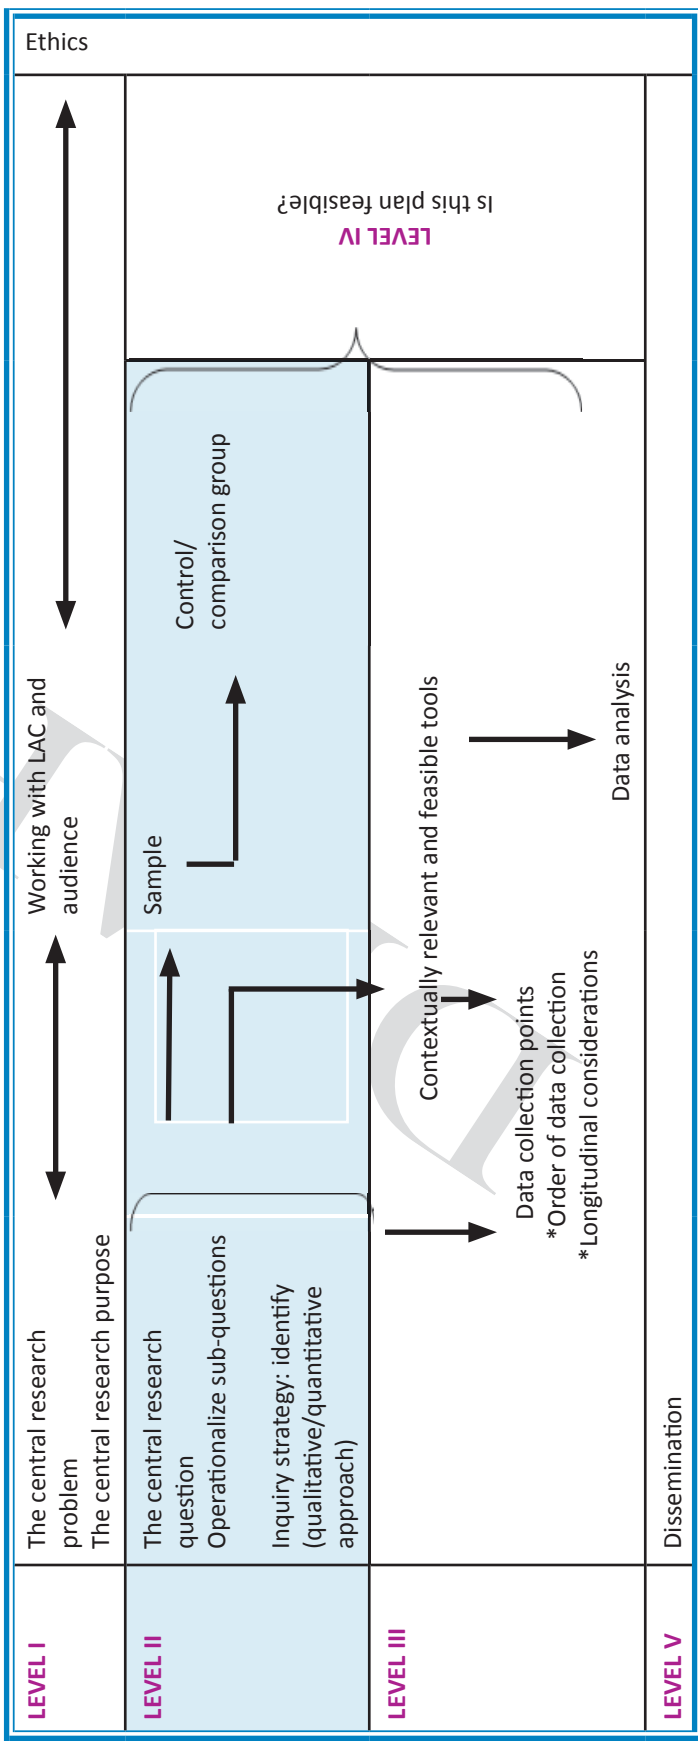 LEVEL I
The central research
problem
The central research purpose
Working with LAC and
audience
Ethics
LEVEL II
The central research
question
Operationalize sub-questions
Inquiry strategy: identify
(qualitative/quantitative
approach)
Sample
Control/
comparison group
LEVEL III
Contextually relevant and feasible tools
Data collection points
*Order of data collection
*Longitudinal considerations
Data analysis
LEVEL IV
Is this plan feasible?
LEVEL V
Dissemination